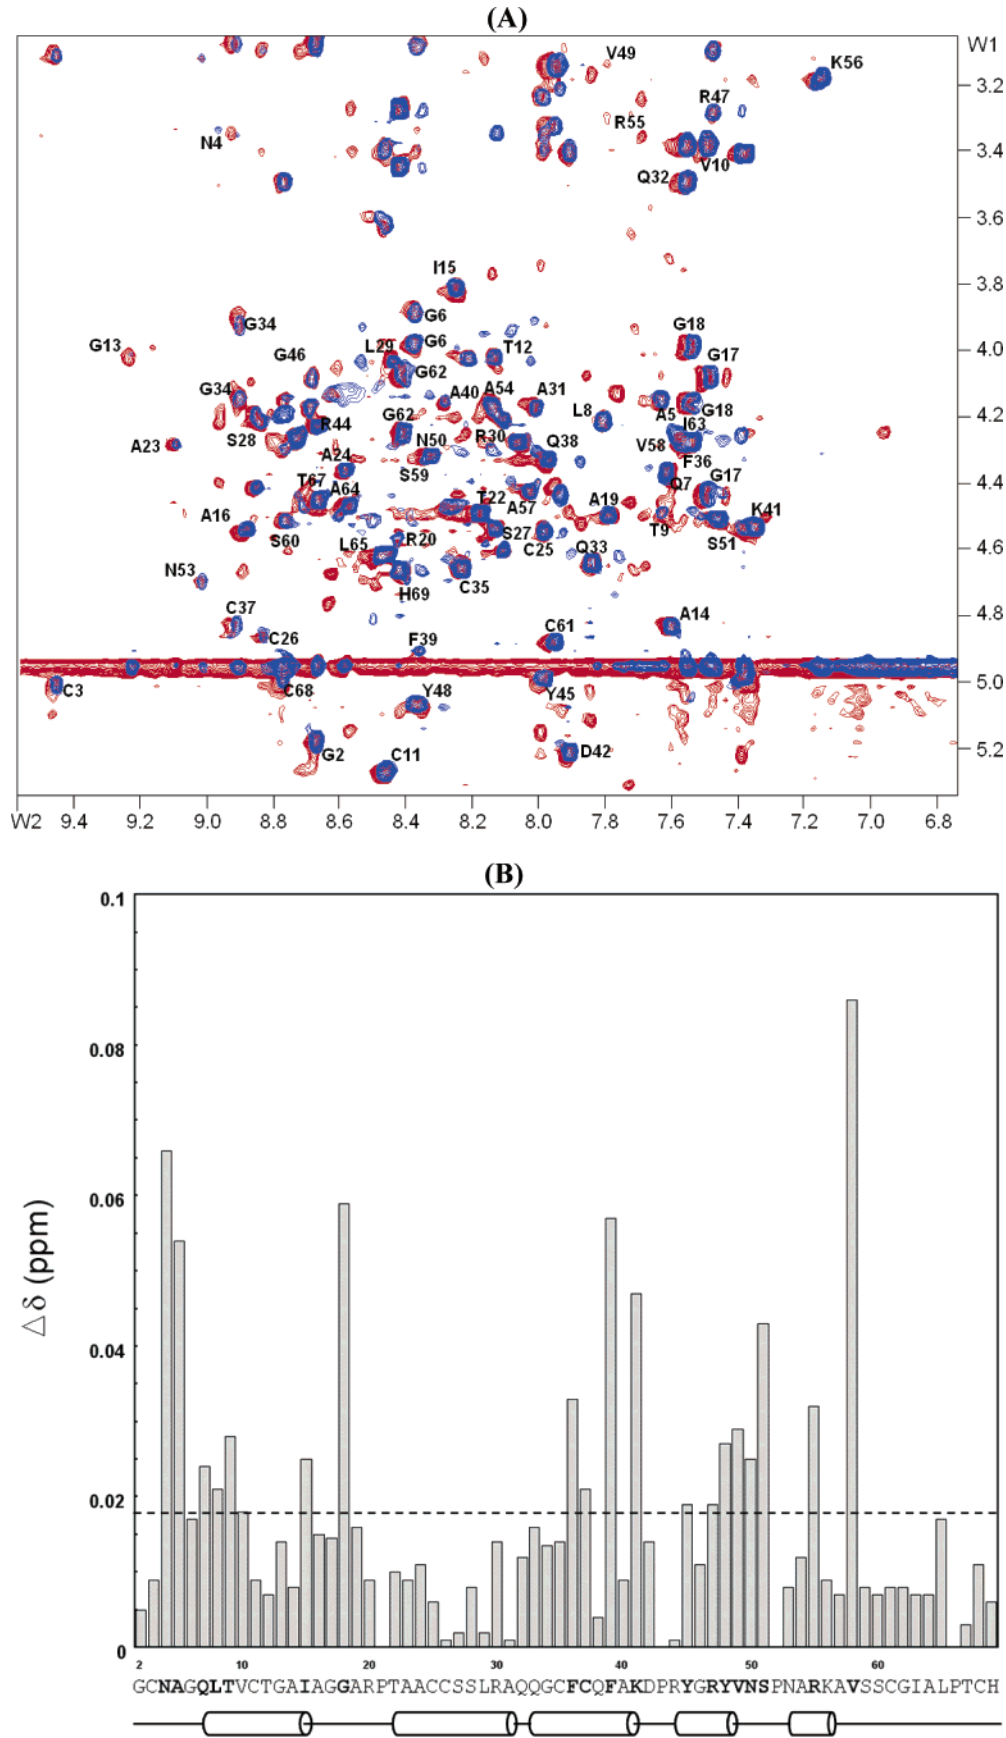 (A)
W1
V49
K56
3.2
R47
R55
N4
3.4
V10
Q32
3.6
I15
3.8
G6
G34
G18
G13
L29
G6
T12
4.0
G46
G17
G62
G34
A40
A54
A31
L8
A5
G18
4.2
R44
G62
I63
A23
S28
N50
R30
Q38
V58
A24
S59
F36
4.4
T67
A64
Q7
G17
T22
A57
A19
K41
A16
T9
S60
L65
R20
S27
C25
Q33
S51
4.6
N53
H69
C35
C37
C61
A14
4.8
C26
F39
C3
C68
Y48
Y45
5.0
G2
C11
D42
5.2
W2 9.4 9.2 9.0 8.8 8.6 8.4 8.2 8.0 7.8 7.6 7.4 7.2 7.0 6.8
(B)
0.1
0.08
0.06
0.04
0.02
0
△δ (ppm)
2 10 20 30 40 50 60
GCNAGQLTVCTGAIAGGARPTAACCSSLRAQQGCFCQFAKDPRYGRYVNSPNARKAVSSCGIALPTCH